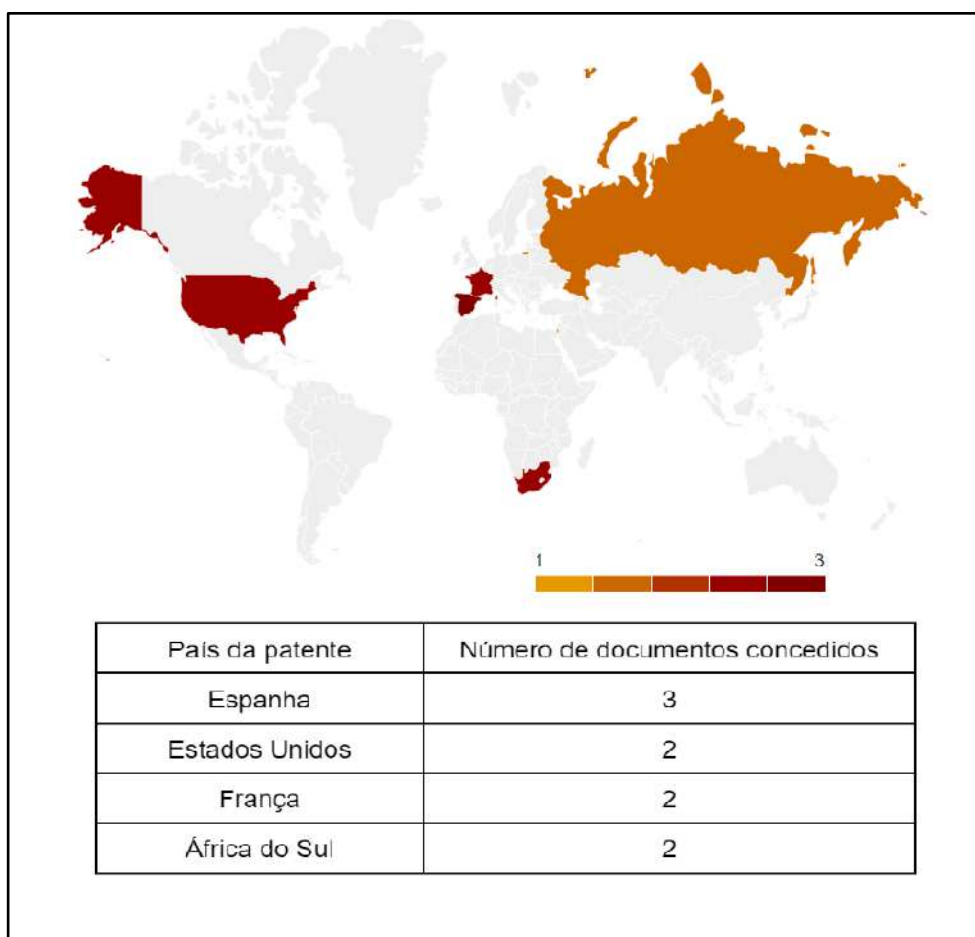 1 3
País da patente Número de documentos concedidos
Espanha 3
Estados Unidos 2
França 2
África do Sul 2